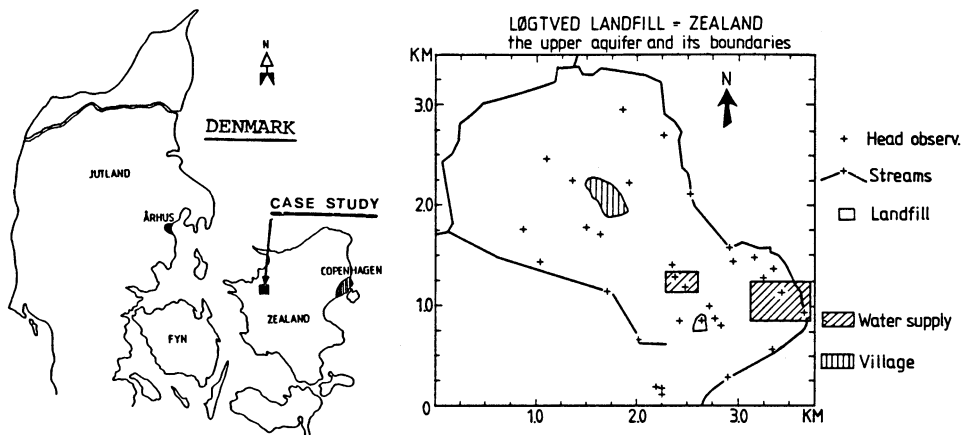 N
DENMARK
JUTLAND
ÅRHUS
CASE STUDY
COPENHAGEN
ZEALAND
FYN
LØGTVED LANDFILL = ZEALAND
the upper aquifer and its boundaries
KM
3.0
2.0
1.0
0
1.0
2.0
3.0
KM
N
+ Head observ.
Streams
Landfill
Water supply
Village